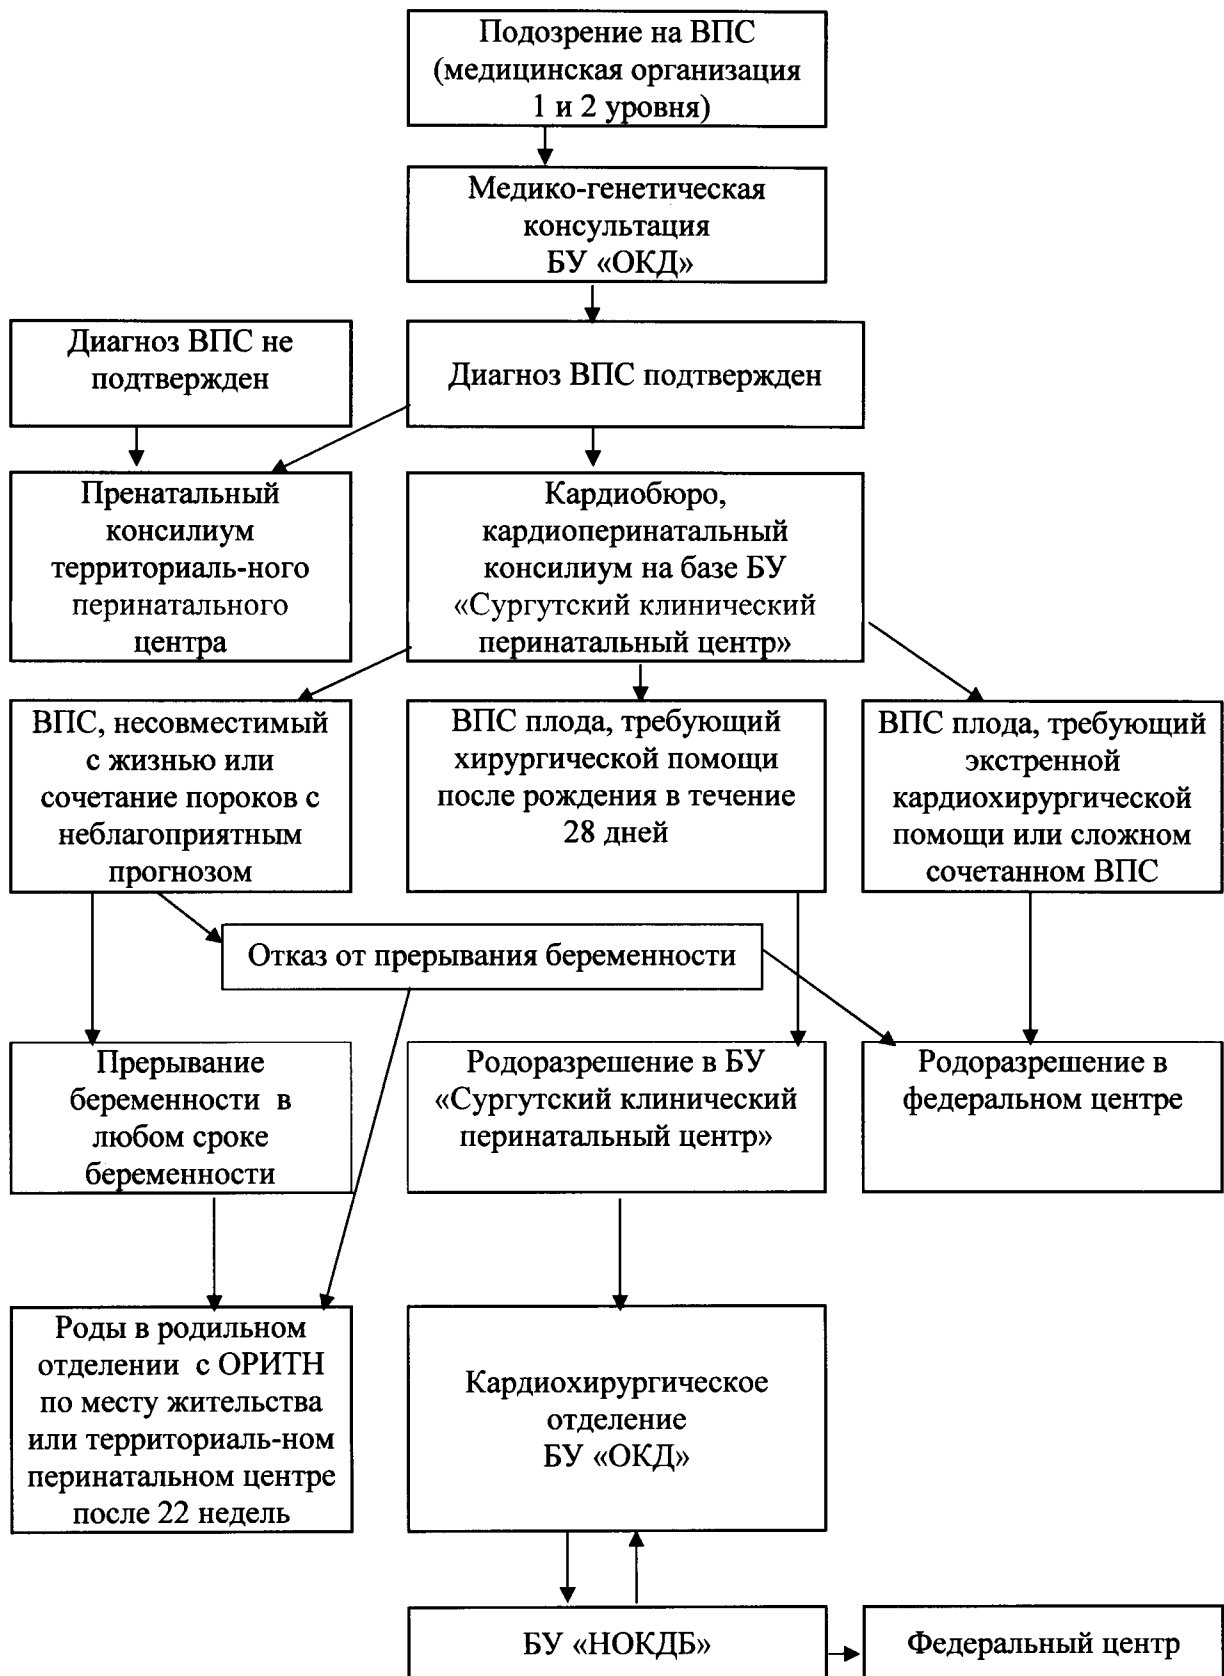 Подозрение на ВПС
(медицинская организация
1 и 2 уровня)
Медико-генетическая
консультация
БУ «ОКД»
Диагноз ВПС не
подтвержден
Диагноз ВПС подтвержден
Пренатальный
консилиум
территориаль-ного
перинатального
центра
Кардиобюро,
кардиоперинатальный
консилиум на базе БУ
«Сургутский клинический
перинатальный центр»
ВПС, несовместимый
с жизнью или
сочетание пороков с
неблагоприятным
прогнозом
ВПС плода, требующий
хирургической помощи
после рождения в течение
28 дней
ВПС плода, требующий
экстренной
кардиохирургической
помощи или сложном
сочетанном ВПС
Отказ от прерывания беременности
Прерывание
беременности в
любом сроке
беременности
Родоразрешение в БУ
«Сургутский клинический
перинатальный центр»
Родоразрешение в
федеральном центре
Роды в родильном
отделении с ОРИТН
по месту жительства
или территориаль-ном
перинатальном центре
после 22 недель
Кардиохирургическое
отделение
БУ «ОКД»
БУ «НОКДБ»
Федеральный центр